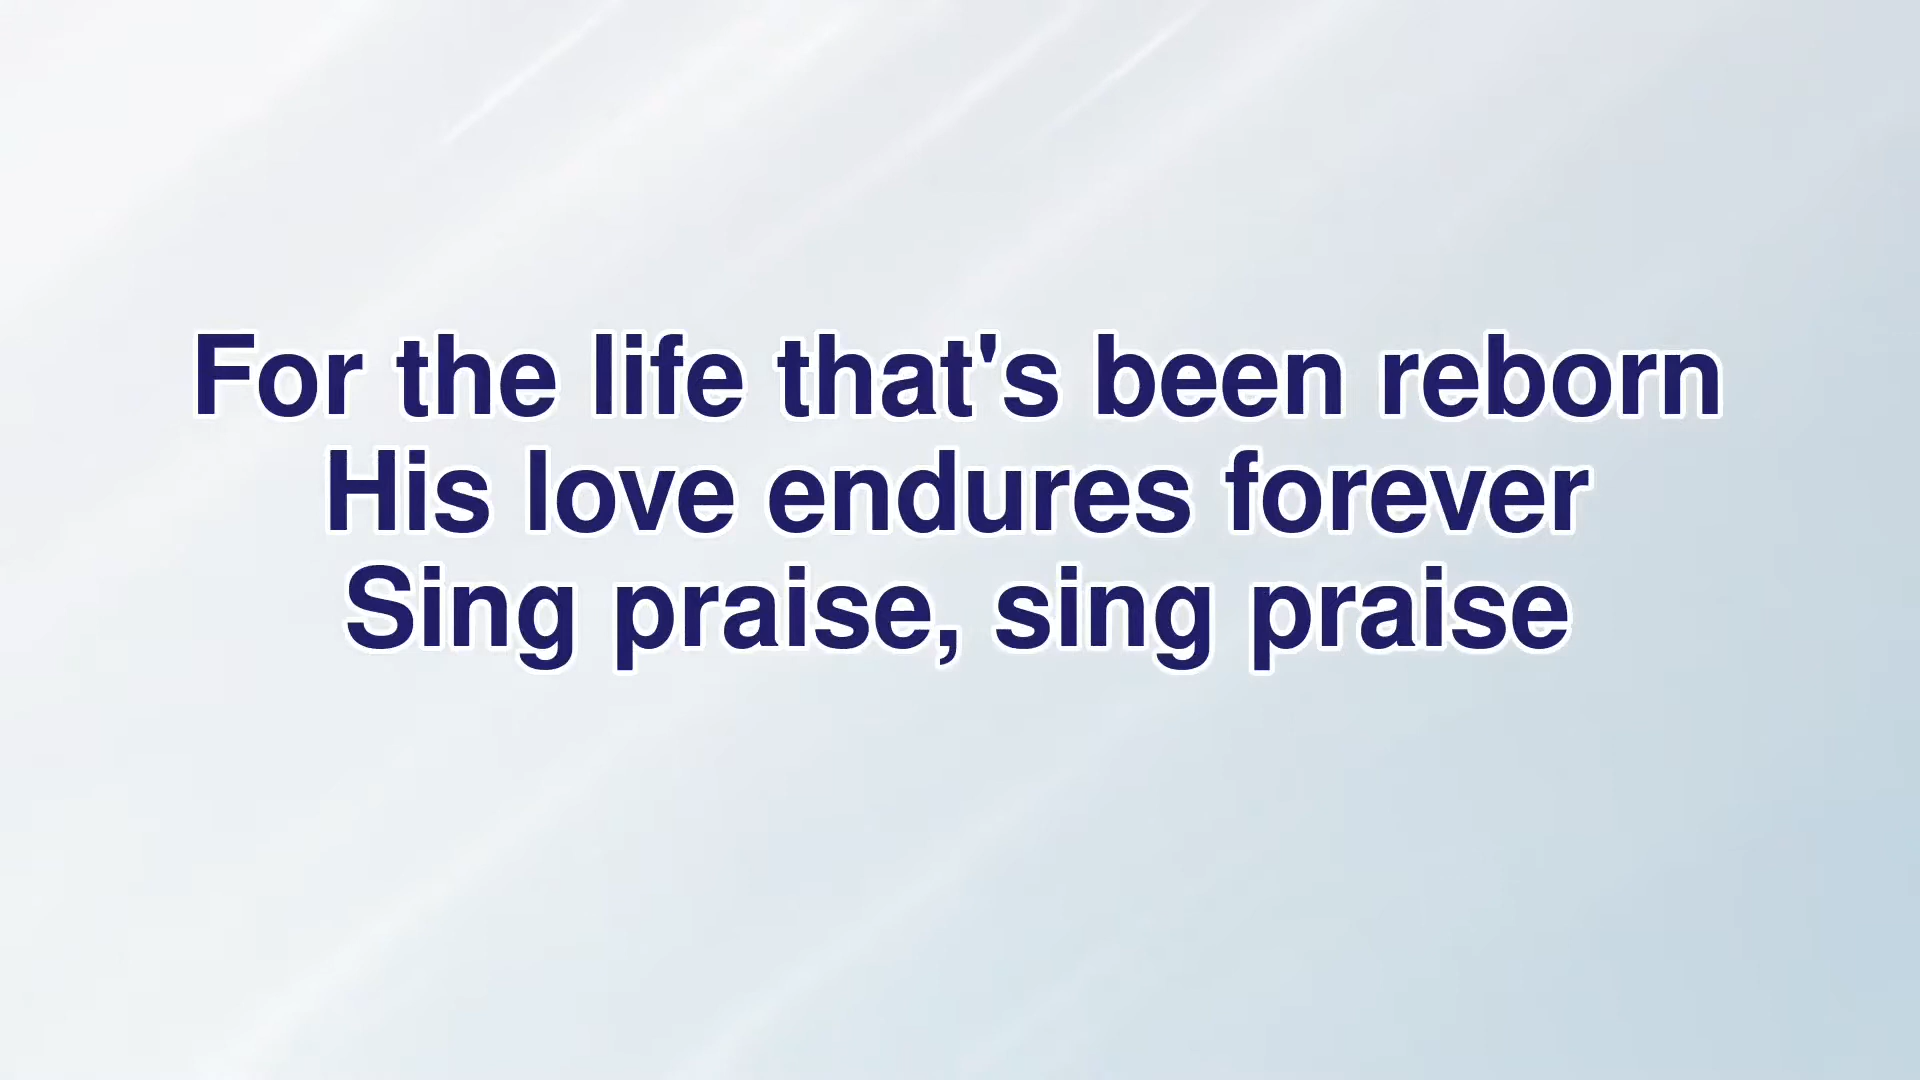 For the life that's been reborn
His love endures forever
Sing praise, sing praise